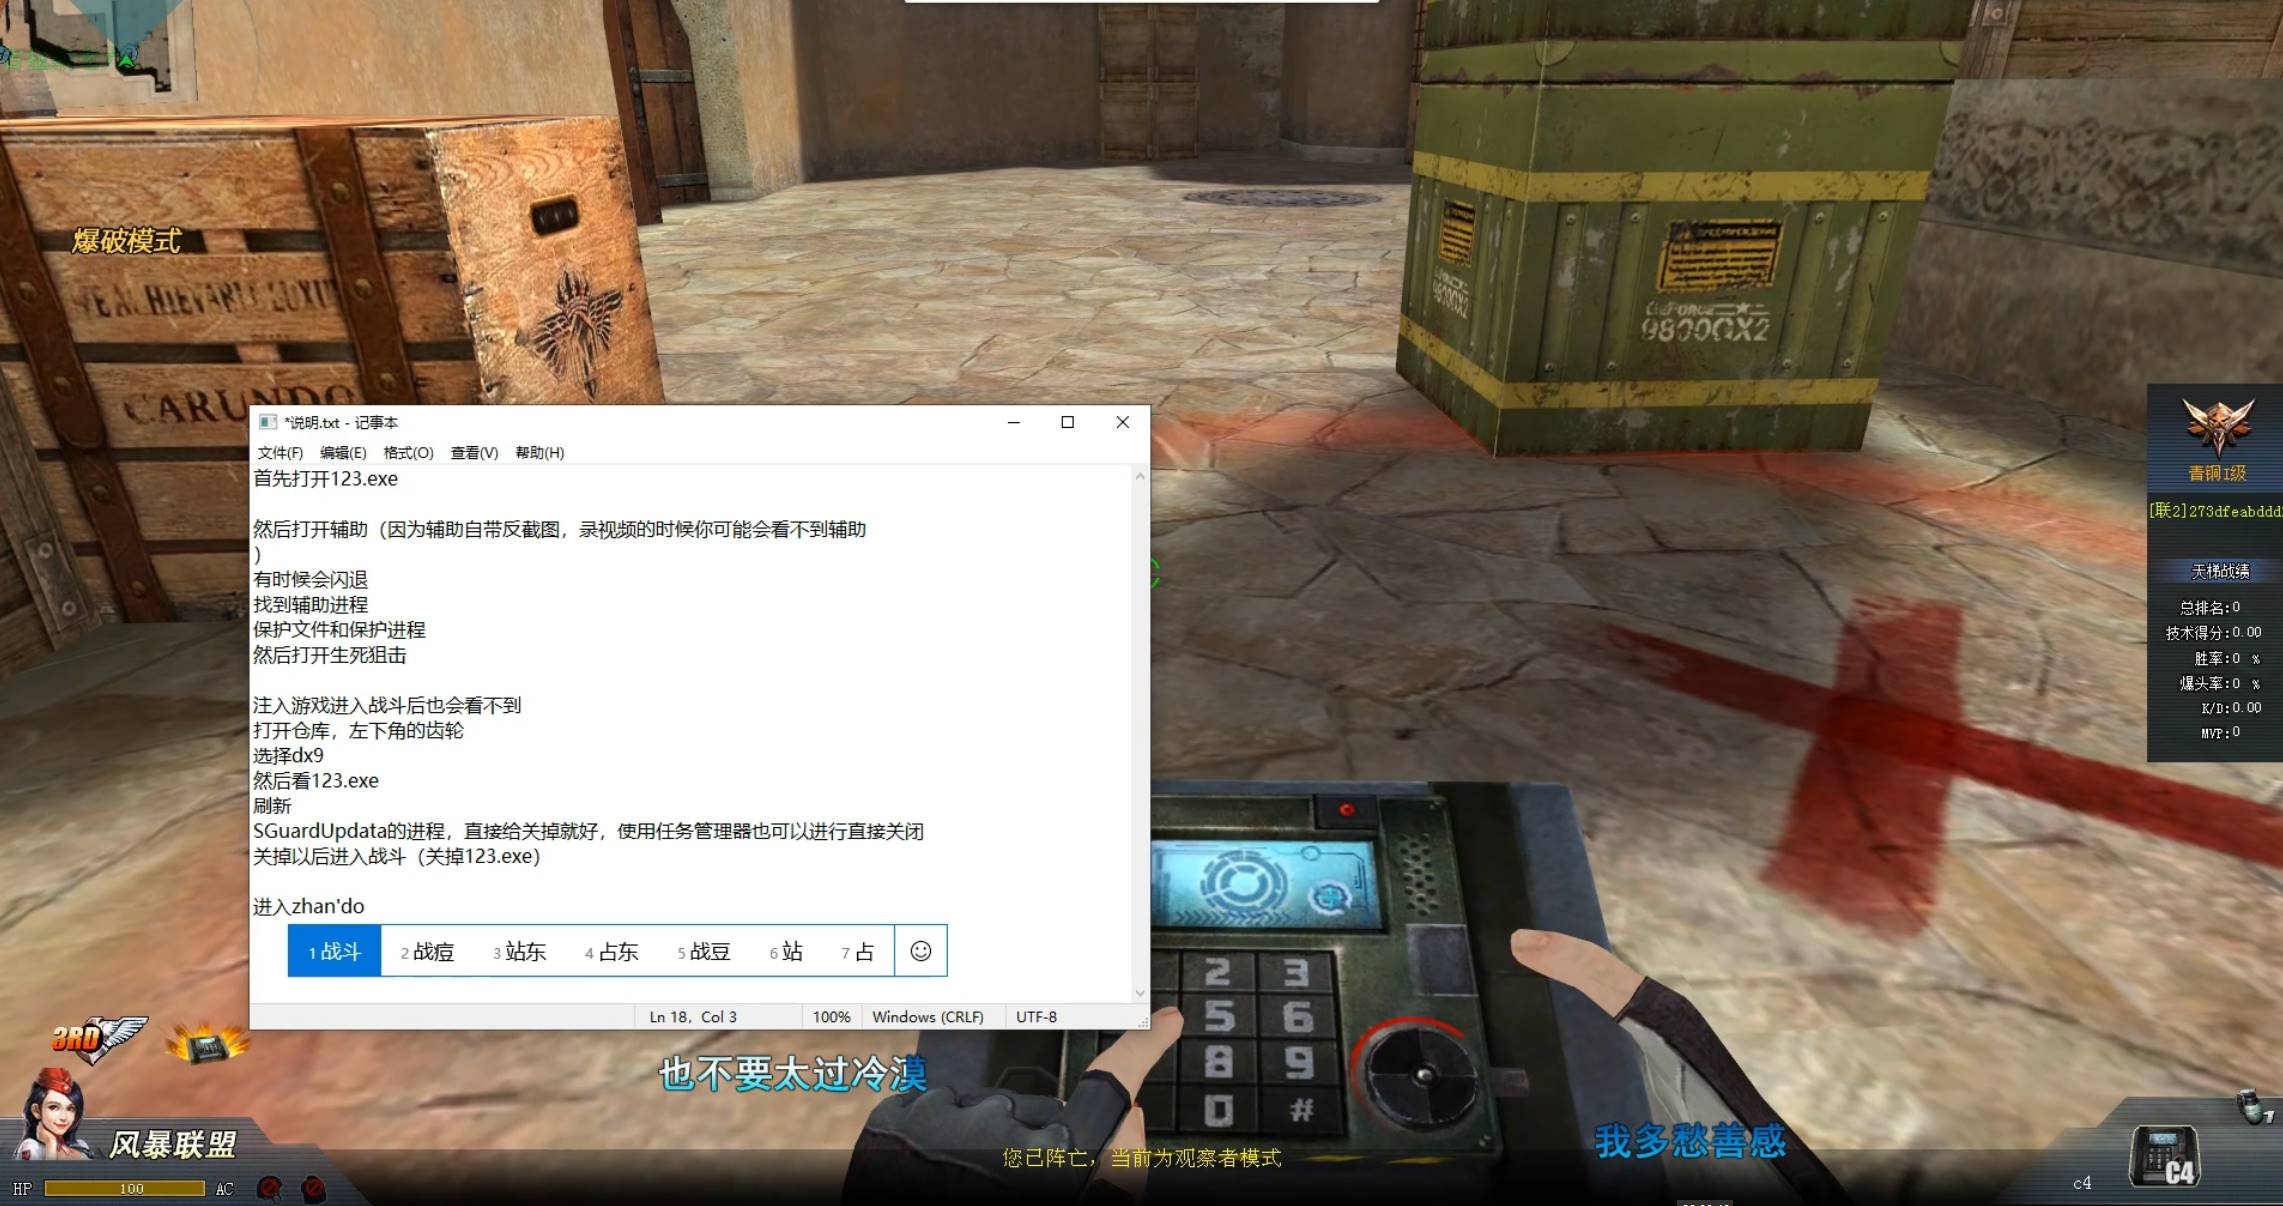 爆破模式
CARUNDO
GEFORCE
9800GX2
9800GX2
*说明.txt - 记事本
文件(F) 编辑(E) 格式(O) 查看(V) 帮助(H)
首先打开123.exe
然后打开辅助（因为辅助自带反截图，录视频的时候你可能会看不到辅助
）
有时候会闪退
找到辅助进程
保护文件和保护进程
然后打开生死狙击
注入游戏进入战斗后也会看不到
打开仓库，左下角的齿轮
选择dx9
然后看123.exe
刷新
SGuardUpdata的进程，直接给关掉就好，使用任务管理器也可以进行直接关闭
关掉以后进入战斗（关掉123.exe）
进入zhan'do
1 战斗 2 战痘 3 站东 4 占东 5 战豆 6 站 7 占
Ln 18, Col 3 100% Windows (CRLF) UTF-8
青铜I级
[联2]273dfeabddd
天梯战绩
总排名:0
技术得分:0.00
胜率:0 %
爆头率:0 %
K/D:0.00
MVP:0
2 3
5 6
8 9
0 #
3RD
也不要太过冷漠
我多愁善感
风暴联盟
您已阵亡，当前为观察者模式
HP 100 AC
c4
C4
1